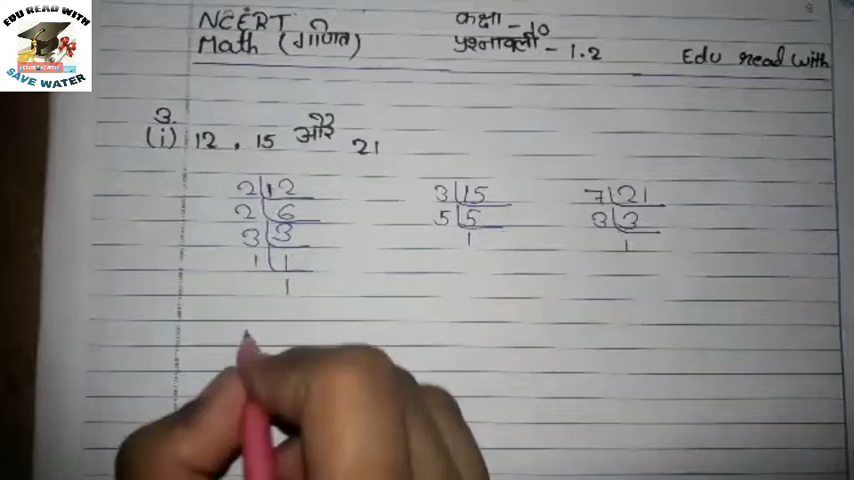 EDU READ WITH
SAVE WATER
NCERT
Math (गणित)
कक्षा - 10
प्रश्नावली - 1.2
Edu read with
3.
(i) 12, 15 और 21
2|12
2|6
3|3
1|1
1
3|15
5|5
1
7|21
3|3
1